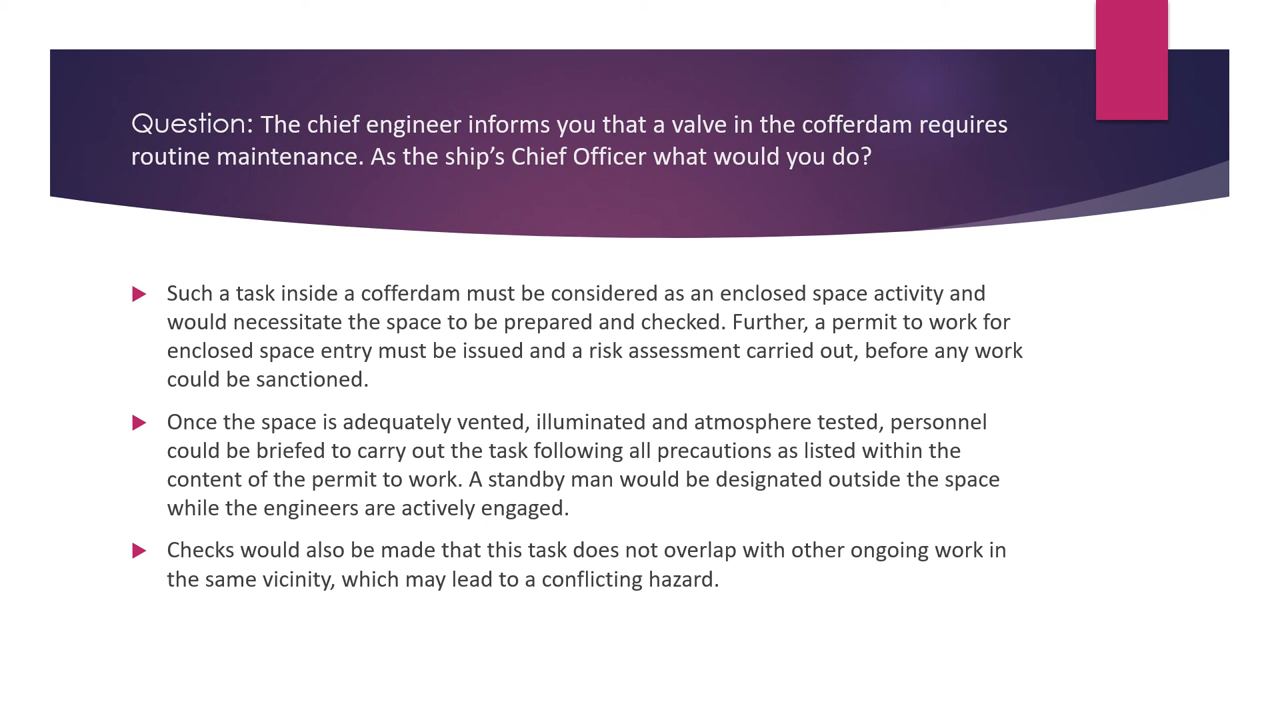 Question: The chief engineer informs you that a valve in the cofferdam requires
routine maintenance. As the ship’s Chief Officer what would you do?
Such a task inside a cofferdam must be considered as an enclosed space activity and
would necessitate the space to be prepared and checked. Further, a permit to work for
enclosed space entry must be issued and a risk assessment carried out, before any work
could be sanctioned.
Once the space is adequately vented, illuminated and atmosphere tested, personnel
could be briefed to carry out the task following all precautions as listed within the
content of the permit to work. A standby man would be designated outside the space
while the engineers are actively engaged.
Checks would also be made that this task does not overlap with other ongoing work in
the same vicinity, which may lead to a conflicting hazard.